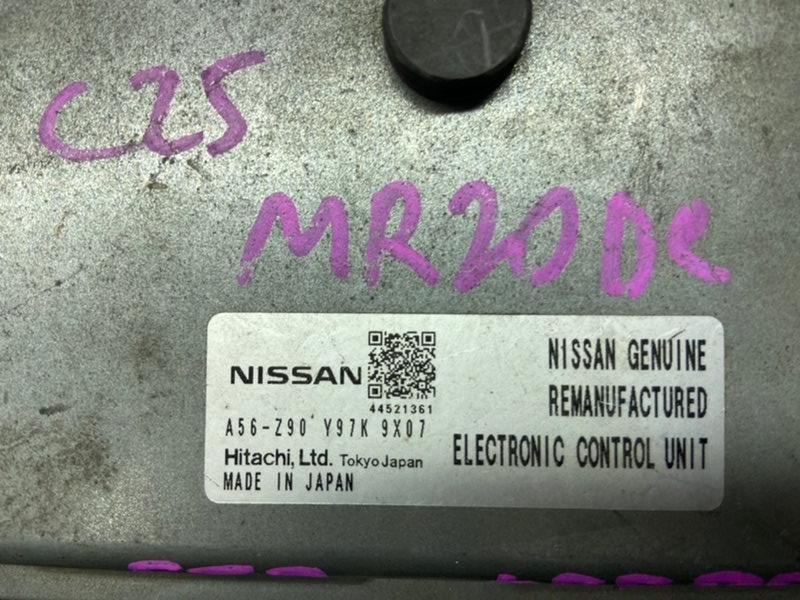 C25
MR20De
NISSAN
44521361
A56-Z90 Y97K 9X07
Hitachi, Ltd. Tokyo Japan
MADE IN JAPAN
NISSAN GENUINE
REMANUFACTURED
ELECTRONIC CONTROL UNIT